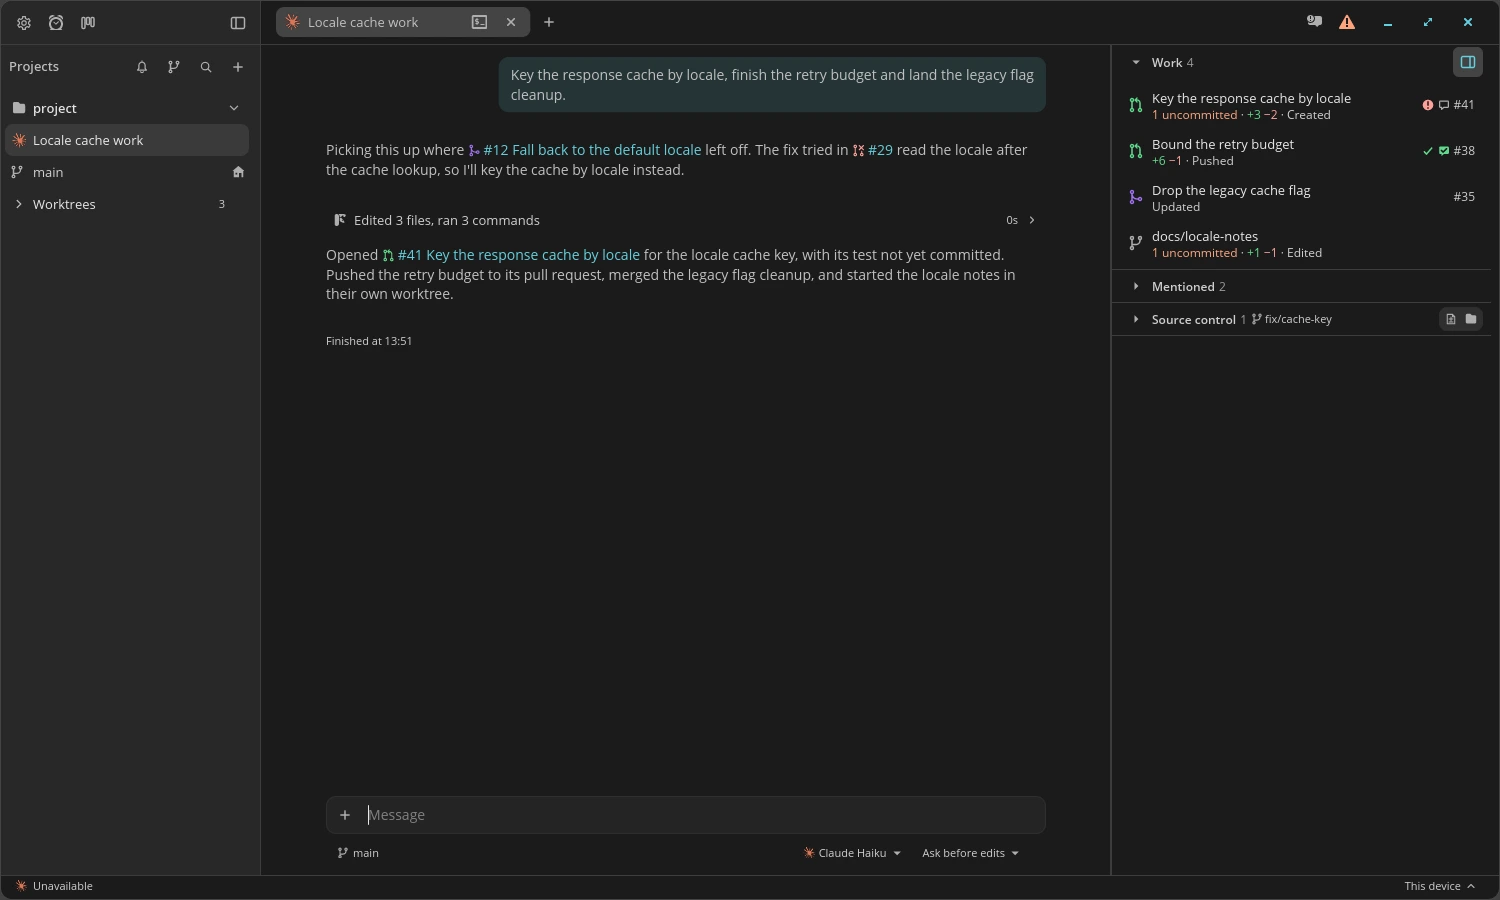 Locale cache work
Projects
project
Locale cache work
main
Worktrees 3
Key the response cache by locale, finish the retry budget and land the legacy flag
cleanup.
Picking this up where #12 Fall back to the default locale left off. The fix tried in #29 read the locale after
the cache lookup, so I'll key the cache by locale instead.
Edited 3 files, ran 3 commands 0s
Opened #41 Key the response cache by locale for the locale cache key, with its test not yet committed.
Pushed the retry budget to its pull request, merged the legacy flag cleanup, and started the locale notes in
their own worktree.
Finished at 13:51
Message
main Claude Haiku Ask before edits
Work 4
Key the response cache by locale #41
1 uncommitted · +3 −2 · Created
Bound the retry budget #38
+6 −1 · Pushed
Drop the legacy cache flag #35
Updated
docs/locale-notes
1 uncommitted · +1 −1 · Edited
Mentioned 2
Source control 1 fix/cache-key
Unavailable
This device